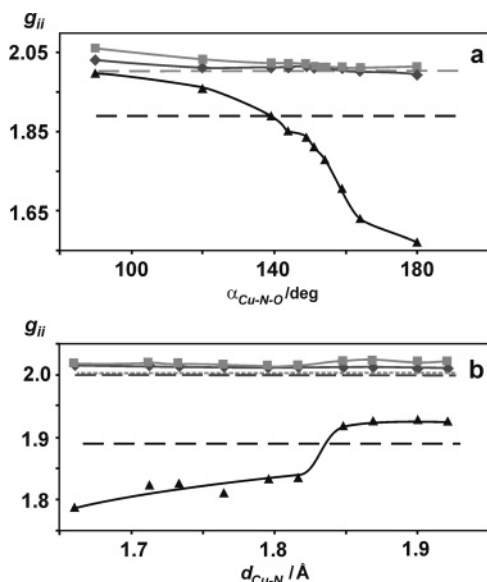 g_ii
2.05
a
1.85
1.65
100 140 180
α_Cu-N-O/deg
g_ii
2.0
b
1.9
1.8
1.7 1.8 1.9
d_Cu-N / Å